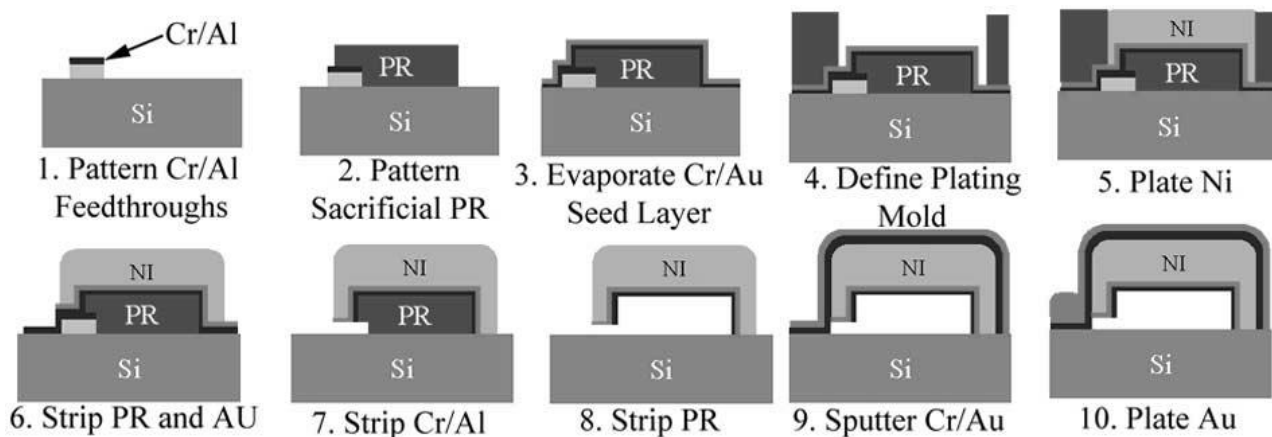 Cr/Al
Si
1. Pattern Cr/Al
Feedthroughs
PR
Si
2. Pattern
Sacrificial PR
PR
Si
3. Evaporate Cr/Au
Seed Layer
PR
Si
4. Define Plating
Mold
NI
PR
Si
5. Plate Ni
NI
PR
Si
6. Strip PR and AU
NI
PR
Si
7. Strip Cr/Al
NI
Si
8. Strip PR
NI
Si
9. Sputter Cr/Au
NI
Si
10. Plate Au